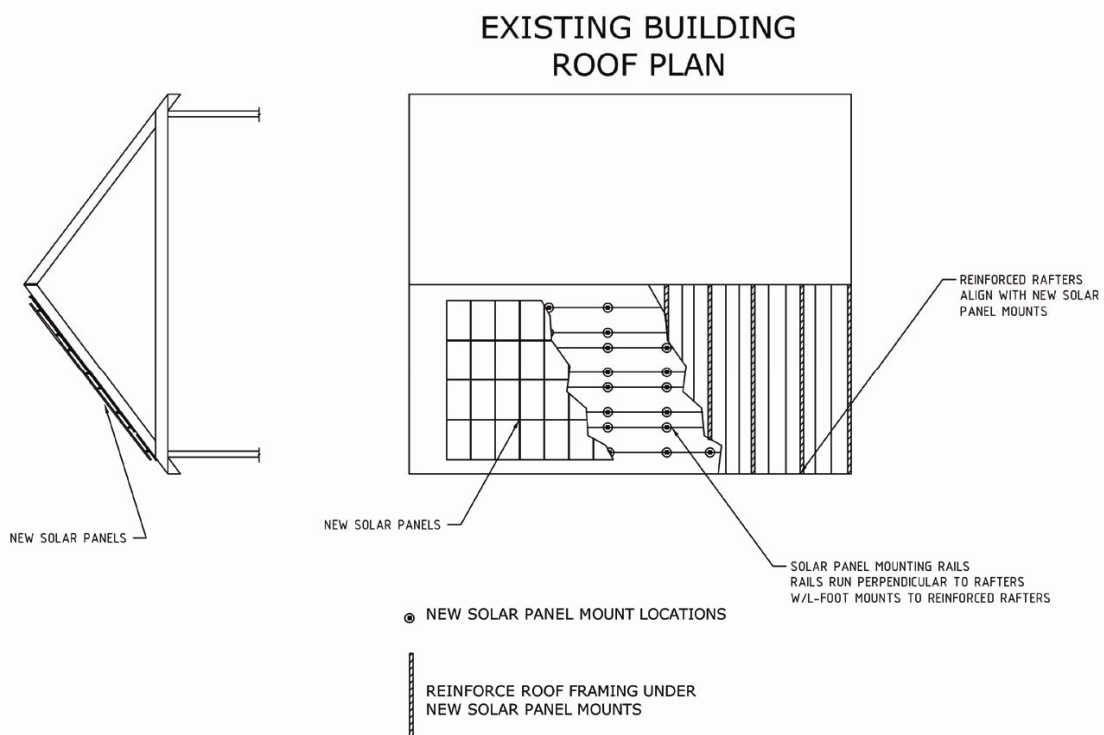 EXISTING BUILDING
ROOF PLAN
REINFORCED RAFTERS
ALIGN WITH NEW SOLAR
PANEL MOUNTS
NEW SOLAR PANELS
NEW SOLAR PANELS
SOLAR PANEL MOUNTING RAILS
RAILS RUN PERPENDICULAR TO RAFTERS
W/L-FOOT MOUNTS TO REINFORCED RAFTERS
NEW SOLAR PANEL MOUNT LOCATIONS
REINFORCE ROOF FRAMING UNDER
NEW SOLAR PANEL MOUNTS